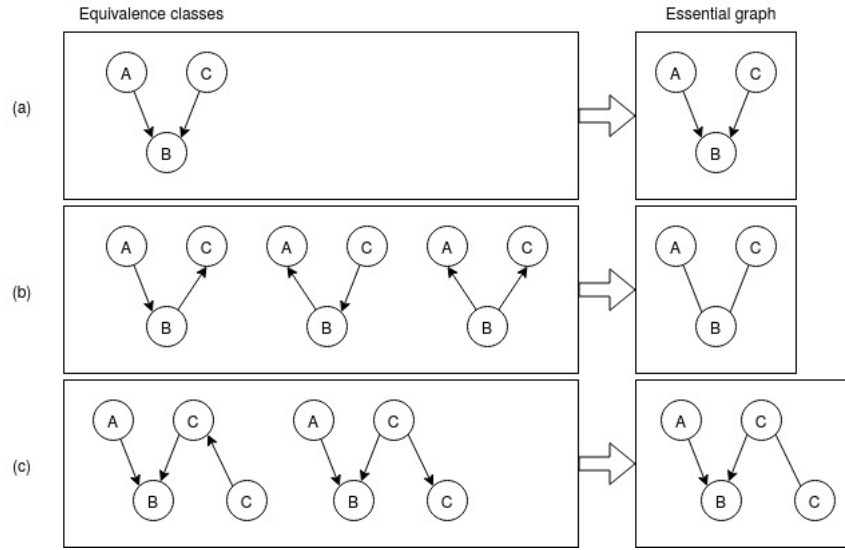 Equivalence classes Essential graph
A C A C
(a)
B B
A C A C A C A C
(b)
B B B B
A C A C A C
(c)
B C B C B C